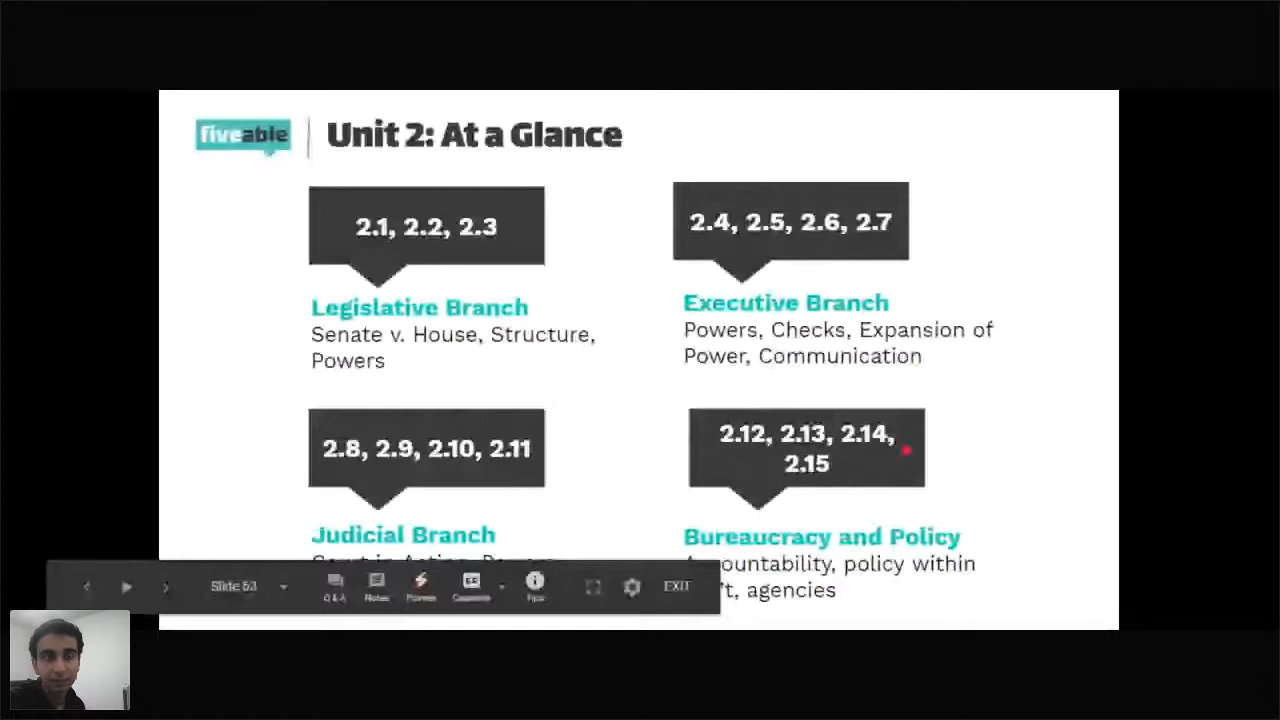 fiveable
Unit 2: At a Glance
2.1, 2.2, 2.3
Legislative Branch
Senate v. House, Structure,
Powers
2.4, 2.5, 2.6, 2.7
Executive Branch
Powers, Checks, Expansion of
Power, Communication
2.8, 2.9, 2.10, 2.11
Judicial Branch
2.12, 2.13, 2.14,
2.15
Bureaucracy and Policy
policy within
agencies
Slide 53
Q & A
Notes
Pointer
Captions
Tips
EXIT